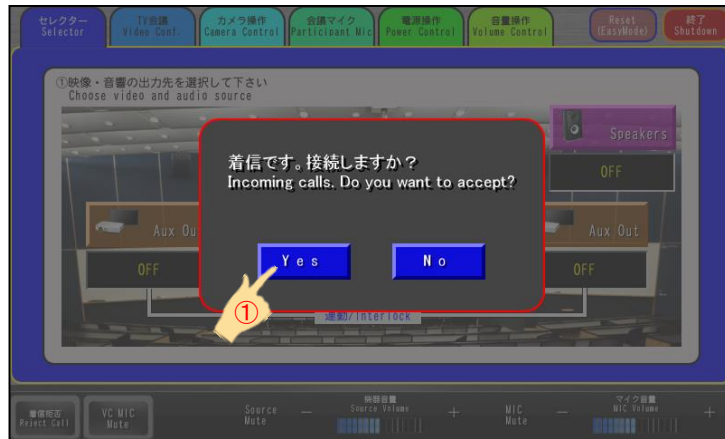 セレクター
Selector
TV会議
Video Conf.
カメラ操作
Camera Control
会議マイク
Participant Mic
電源操作
Power Control
音量操作
Volume Control
Reset
(EasyMode)
終了
Shutdown
①映像・音響の出力先を選択して下さい
Choose video and audio source
Speakers
OFF
着信です。接続しますか？
Incoming calls. Do you want to accept?
Yes
No
①
Aux Ou
OFF
Aux Out
OFF
連動/Interlock
着信拒否
Reject Call
VC MIC
Mute
Source
Mute
－
機器音量
Source Volume
＋
MIC
Mute
－
マイク音量
MIC Volume
＋